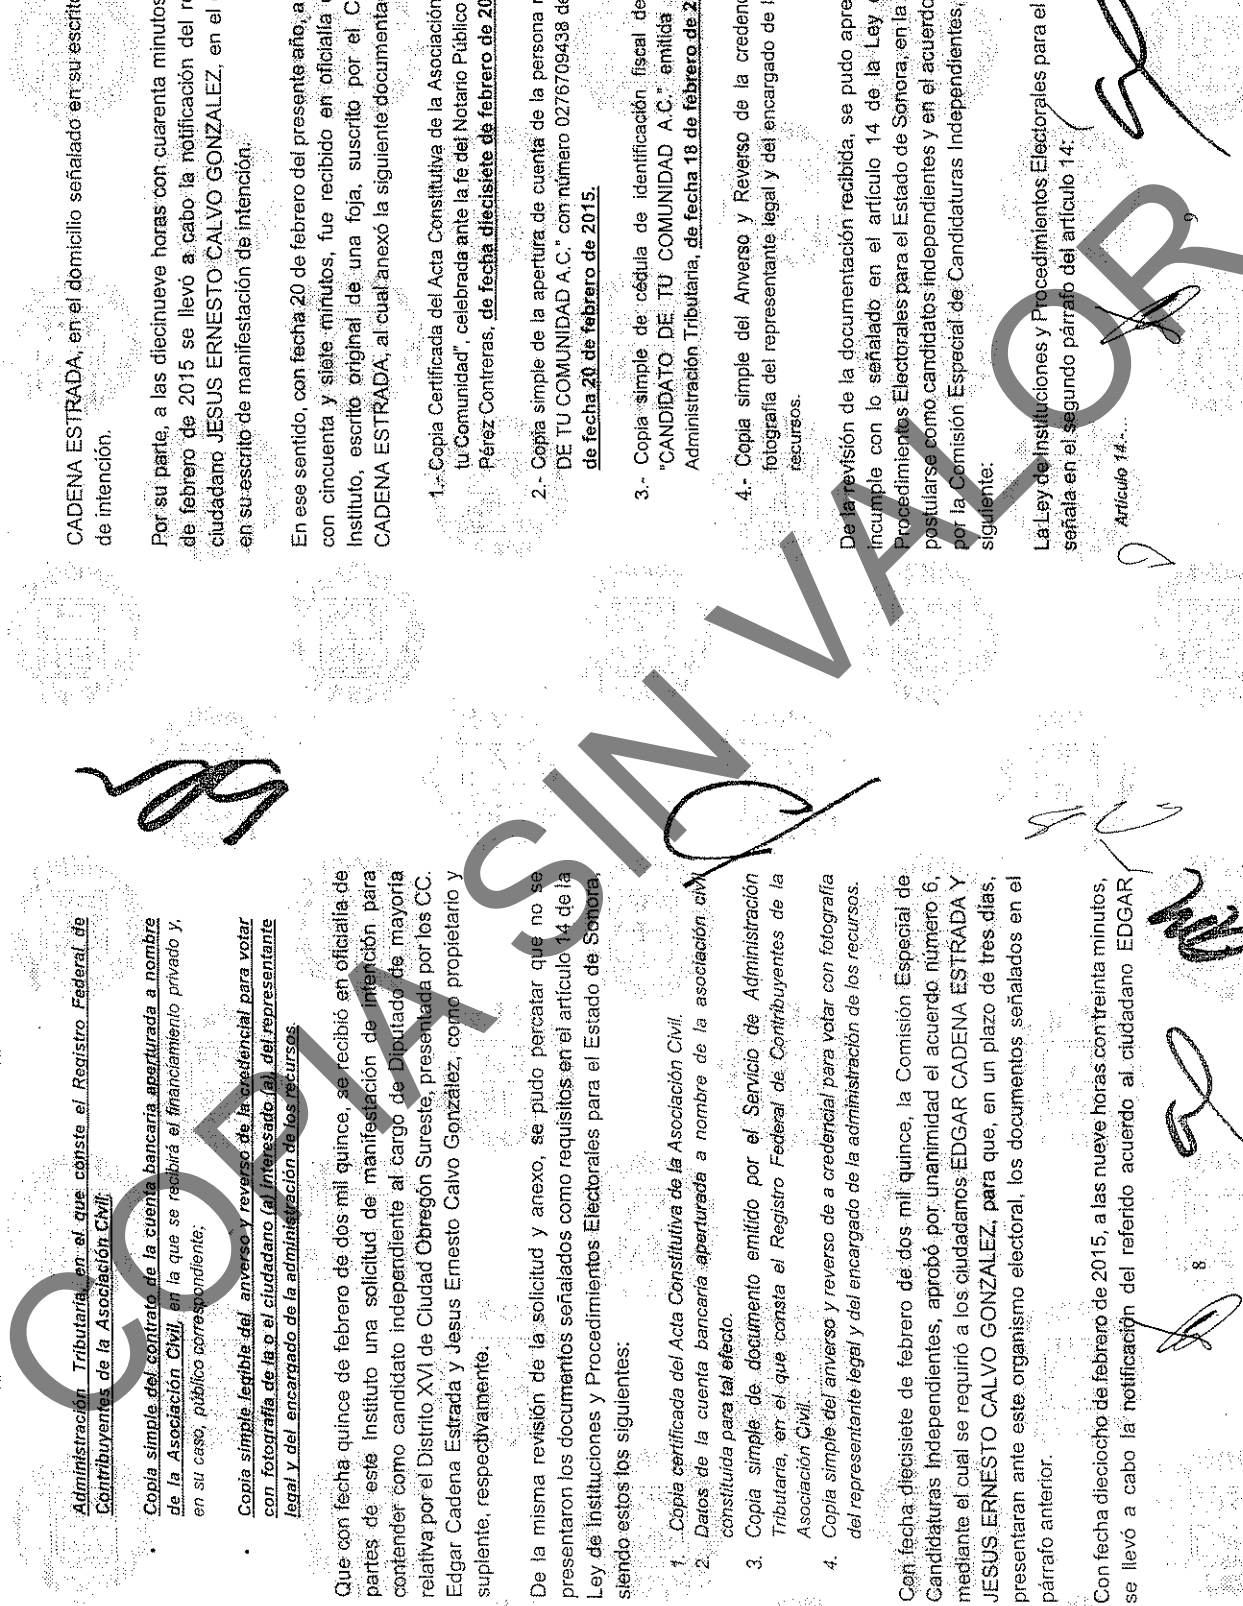 Administración Tributaria, en el que conste el Registro Federal de
Contribuyentes de la Asociación Civil;
• Copia simple del contrato de la cuenta bancaria aperturada a nombre
de la Asociación Civil, en la que se recibirá el financiamiento privado y,
en su caso, público correspondiente;
• Copia simple legible del anverso y reverso de la credencial para votar
con fotografía de la o el ciudadano (a) interesado (a), del representante
legal y del encargado de la administración de los recursos.
Que con fecha quince de febrero de dos mil quince, se recibió en oficialía de
partes de este Instituto una solicitud de manifestación de intención para
contender como candidato independiente al cargo de Diputado de mayoría
relativa por el Distrito XVI de Ciudad Obregón Sureste, presentada por los CC.
Edgar Cadena Estrada y Jesus Ernesto Calvo González, como propietario y
suplente, respectivamente.
De la misma revisión de la solicitud y anexo, se pudo percatar que no se
presentaron los documentos señalados como requisitos en el artículo 14 de la
Ley de Instituciones y Procedimientos Electorales para el Estado de Sonora,
siendo estos los siguientes:
1. Copia certificada del Acta Constitutiva de la Asociación Civil.
2. Datos de la cuenta bancaria aperturada a nombre de la asociación civil
constituida para tal efecto.
3. Copia simple de documento emitido por el Servicio de Administración
Tributaria, en el que consta el Registro Federal de Contribuyentes de la
Asociación Civil.
4. Copia simple del anverso y reverso de a credencial para votar con fotografía
del representante legal y del encargado de la administración de los recursos.
Con fecha diecisiete de febrero de dos mil quince, la Comisión Especial de
Candidaturas Independientes, aprobó por unanimidad el acuerdo número 6,
mediante el cual se requirió a los ciudadanos EDGAR CADENA ESTRADA Y
JESUS ERNESTO CALVO GONZALEZ, para que, en un plazo de tres días,
presentaran ante este organismo electoral, los documentos señalados en el
párrafo anterior.
Con fecha dieciocho de febrero de 2015, a las nueve horas con treinta minutos,
se llevó a cabo la notificación del referido acuerdo al ciudadano EDGAR
8
CADENA ESTRADA, en el domicilio señalado en su escrito
de intención.
Por su parte, a las diecinueve horas con cuarenta minutos
de febrero de 2015 se llevó a cabo la notificación del
ciudadano JESUS ERNESTO CALVO GONZALEZ, en el
en su escrito de manifestación de intención.
En ese sentido, con fecha 20 de febrero del presente año, a
con cincuenta y siete minutos, fue recibido en oficialía
Instituto, escrito original de una foja, suscrito por el C
CADENA ESTRADA, al cual anexó la siguiente documenta
1.- Copia Certificada del Acta Constitutiva de la Asociación
tu Comunidad", celebrada ante la fe del Notario Público
Pérez Contreras, de fecha diecisiete de febrero de 20
2.- Copia simple de la apertura de cuenta de la persona
DE TU COMUNIDAD A.C." con número 0276709438 de
de fecha 20 de febrero de 2015.
3.- Copia simple de cédula de identificación fiscal de
"CANDIDATO DE TU COMUNIDAD A.C." emitida
Administración Tributaria, de fecha 18 de febrero de 2
4.- Copia simple del Anverso y Reverso de la credenc
fotografía del representante legal y del encargado de
recursos.
De la revisión de la documentación recibida, se pudo apre
incumple con lo señalado en el artículo 14 de la Ley
Procedimientos Electorales para el Estado de Sonora, en la
postularse como candidatos independientes y en el acuerdo
por la Comisión Especial de Candidaturas Independientes,
siguiente:
La Ley de Instituciones y Procedimientos Electorales para el
señala en el segundo párrafo del artículo 14:
Artículo 14.-...
9
COPIA SIN VALOR